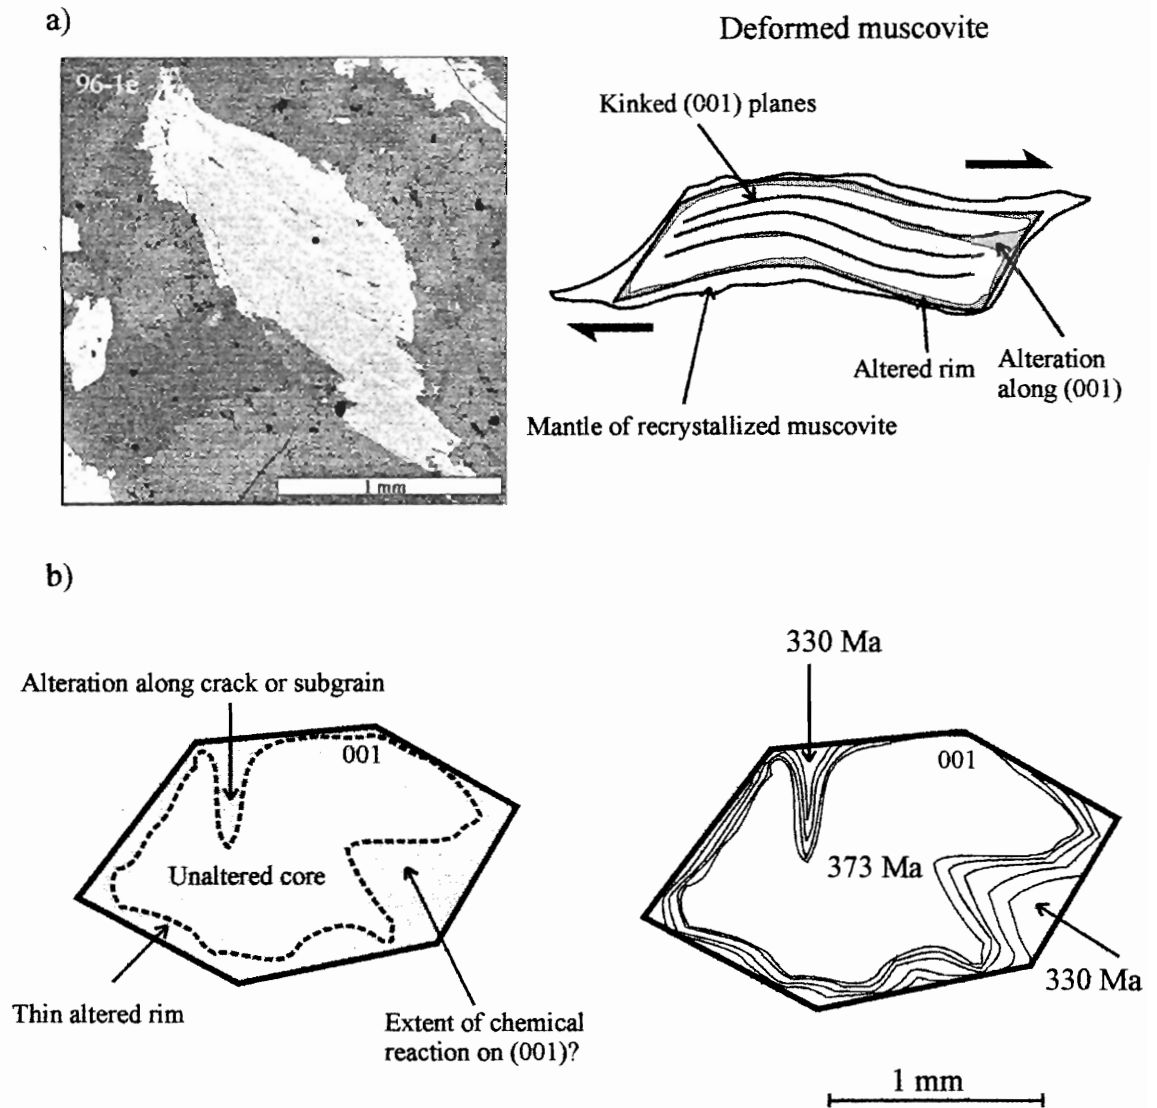 a)
96-1e
1 mm
Deformed muscovite
Kinked (001) planes
Altered rim
Alteration
along (001)
Mantle of recrystallized muscovite
b)
Alteration along crack or subgrain
001
Unaltered core
Thin altered rim
Extent of chemical
reaction on (001)?
330 Ma
001
373 Ma
330 Ma
1 mm